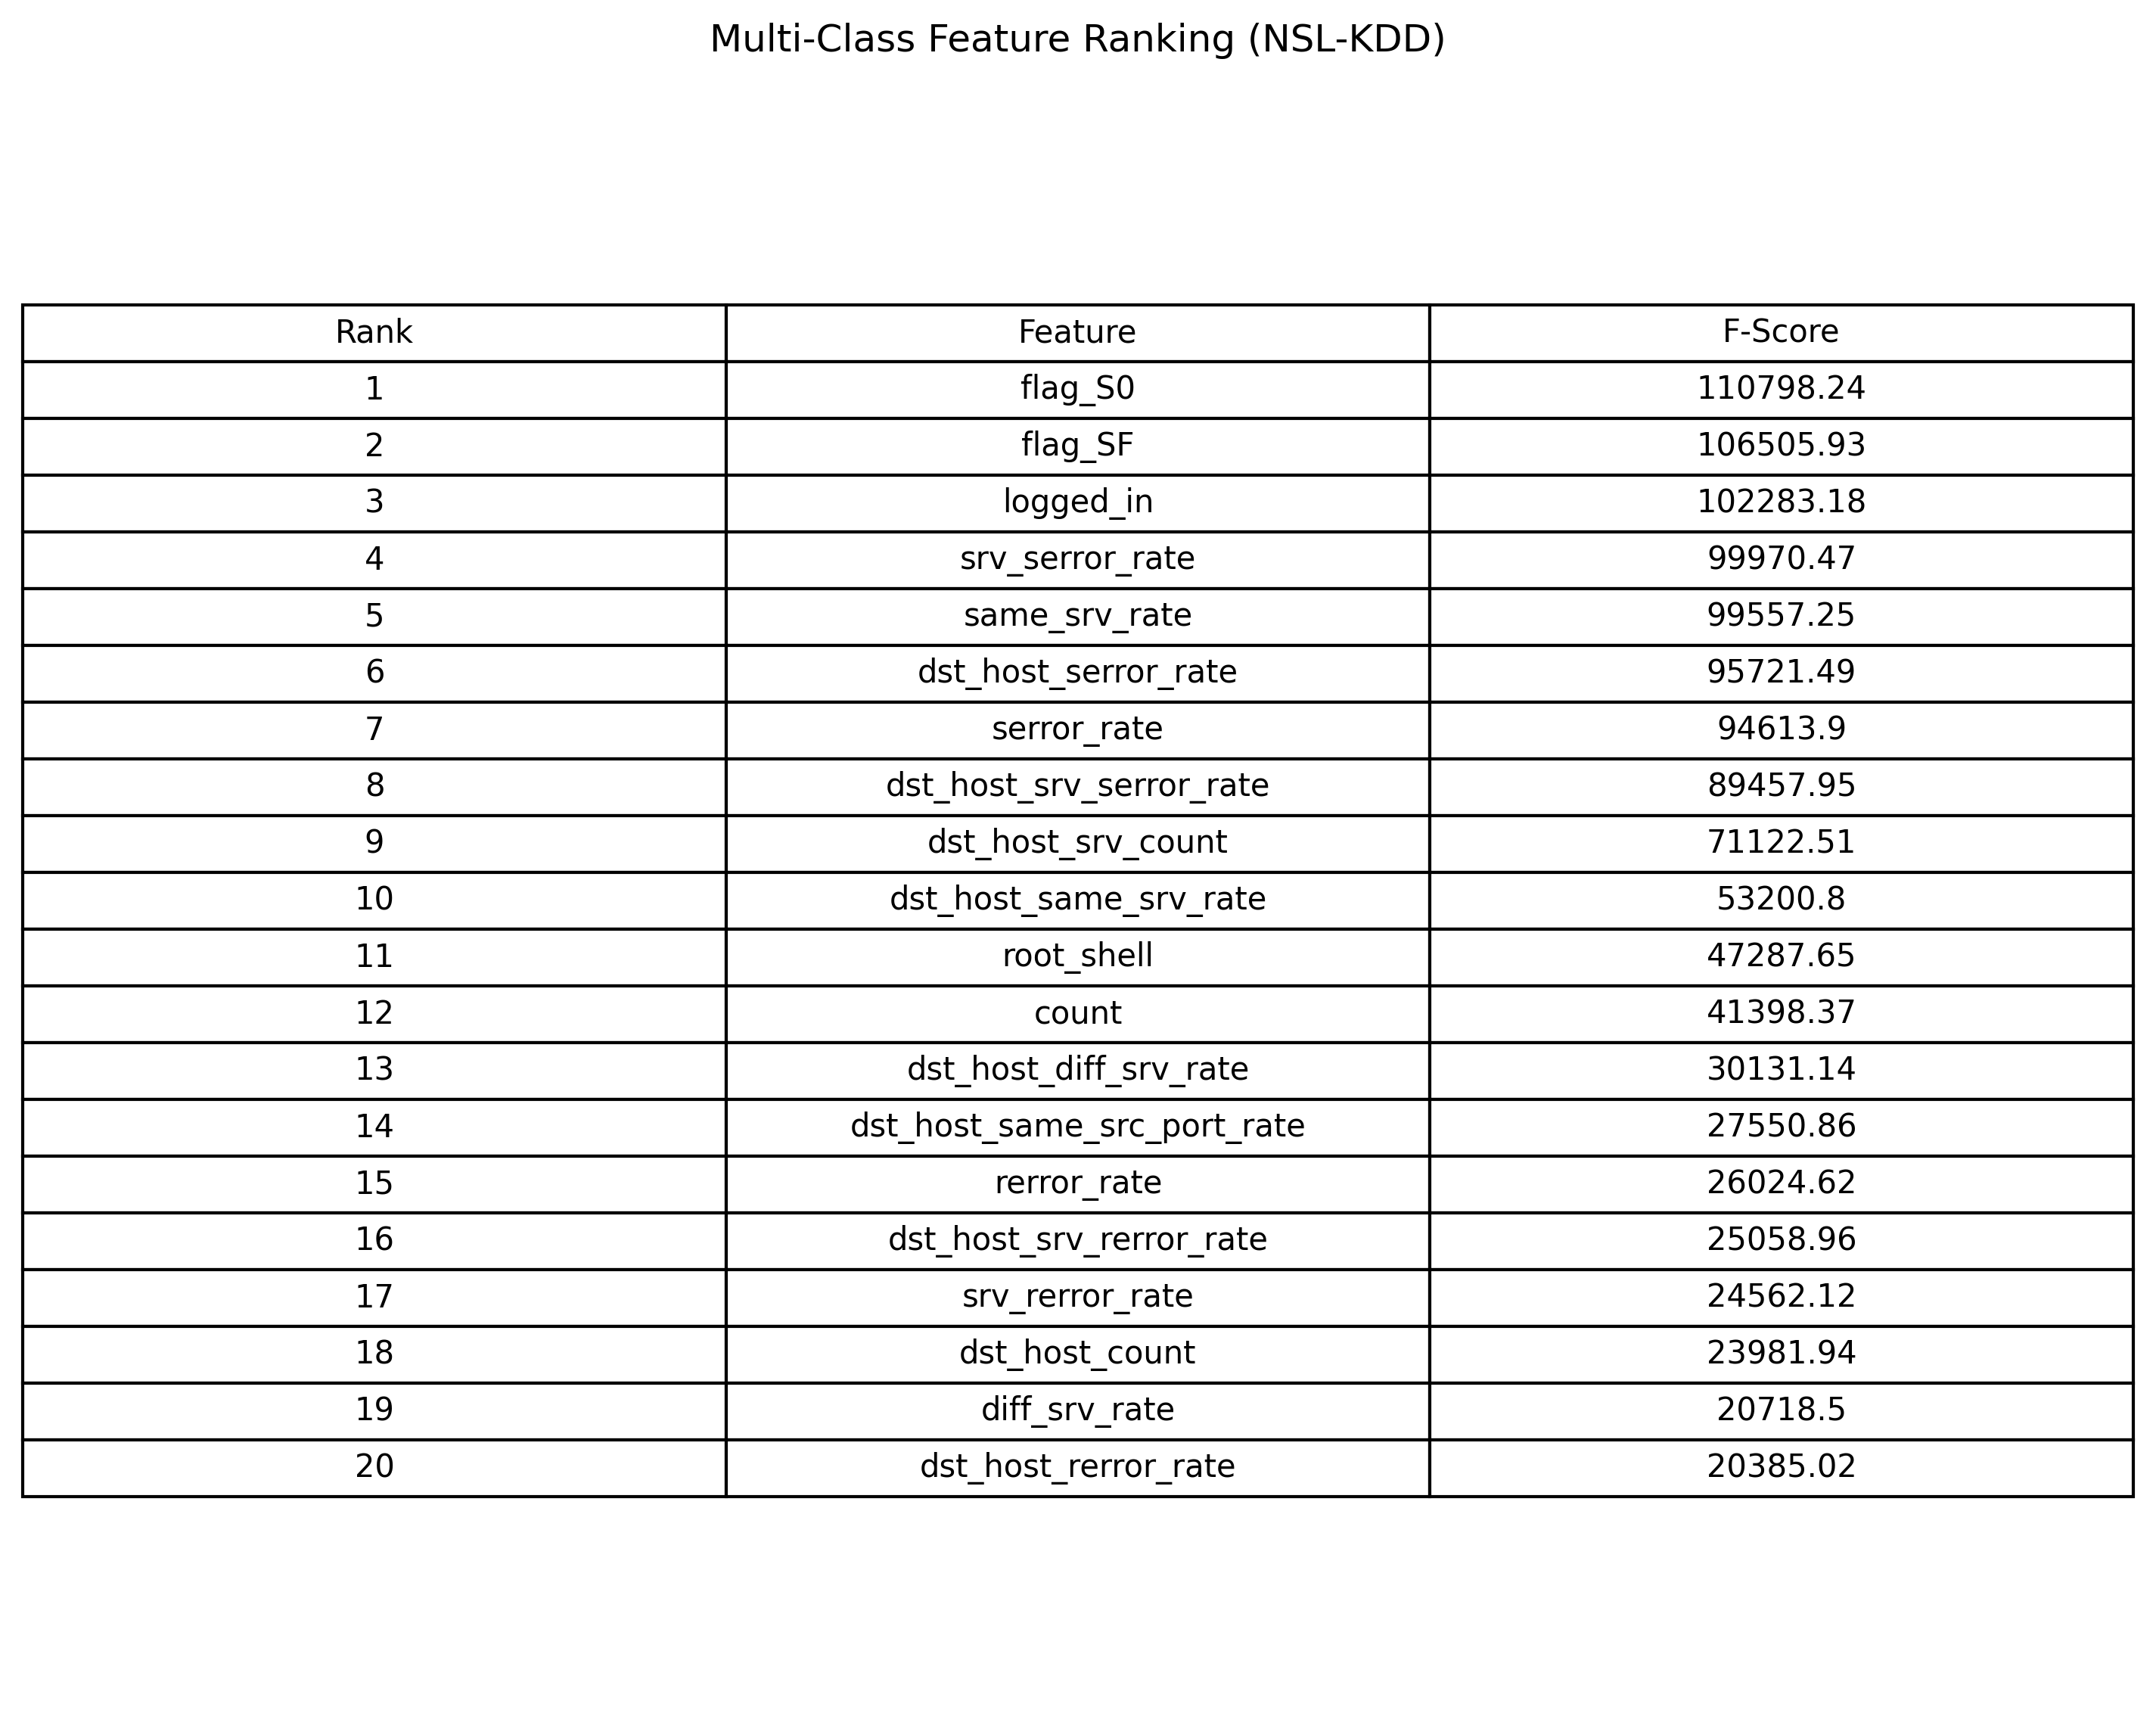 Multi-Class Feature Ranking (NSL-KDD)
Rank Feature F-Score
1 flag_S0 110798.24
2 flag_SF 106505.93
3 logged_in 102283.18
4 srv_serror_rate 99970.47
5 same_srv_rate 99557.25
6 dst_host_serror_rate 95721.49
7 serror_rate 94613.9
8 dst_host_srv_serror_rate 89457.95
9 dst_host_srv_count 71122.51
10 dst_host_same_srv_rate 53200.8
11 root_shell 47287.65
12 count 41398.37
13 dst_host_diff_srv_rate 30131.14
14 dst_host_same_src_port_rate 27550.86
15 rerror_rate 26024.62
16 dst_host_srv_rerror_rate 25058.96
17 srv_rerror_rate 24562.12
18 dst_host_count 23981.94
19 diff_srv_rate 20718.5
20 dst_host_rerror_rate 20385.02